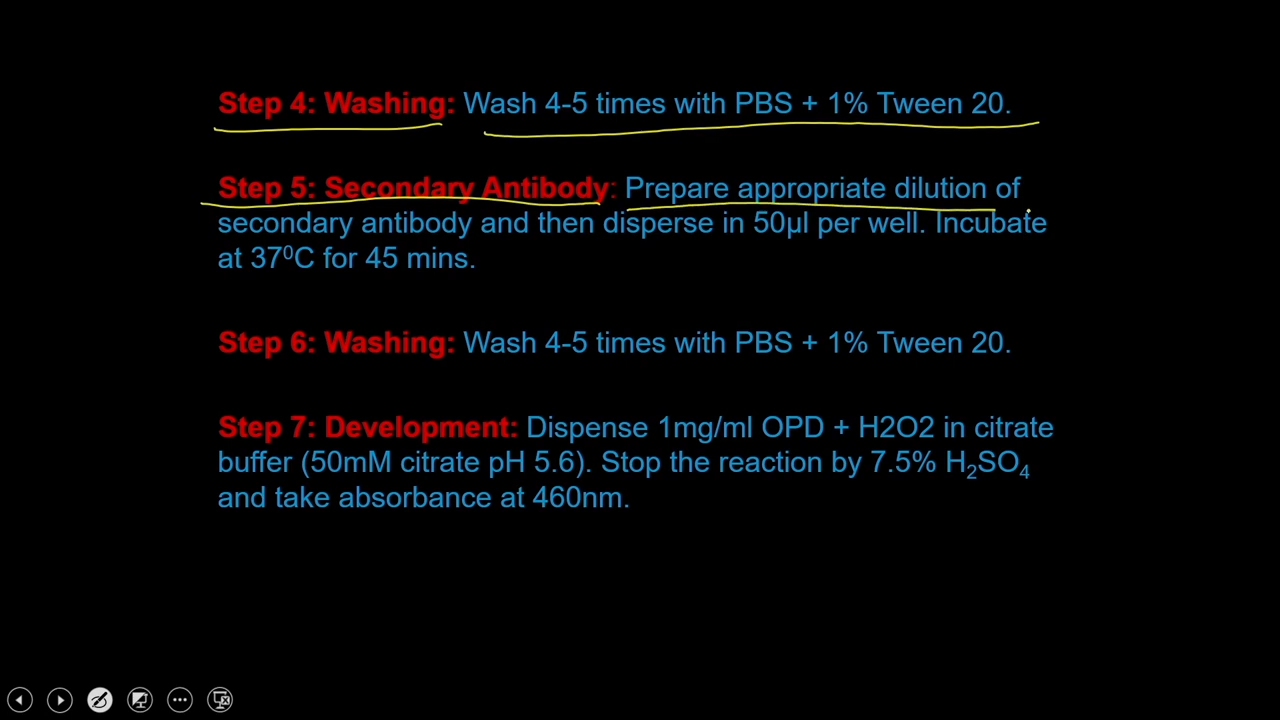 Step 4: Washing: Wash 4-5 times with PBS + 1% Tween 20.
Step 5: Secondary Antibody: Prepare appropriate dilution of
secondary antibody and then disperse in 50µl per well. Incubate
at 37⁰C for 45 mins.
Step 6: Washing: Wash 4-5 times with PBS + 1% Tween 20.
Step 7: Development: Dispense 1mg/ml OPD + H2O2 in citrate
buffer (50mM citrate pH 5.6). Stop the reaction by 7.5% H₂SO₄
and take absorbance at 460nm.